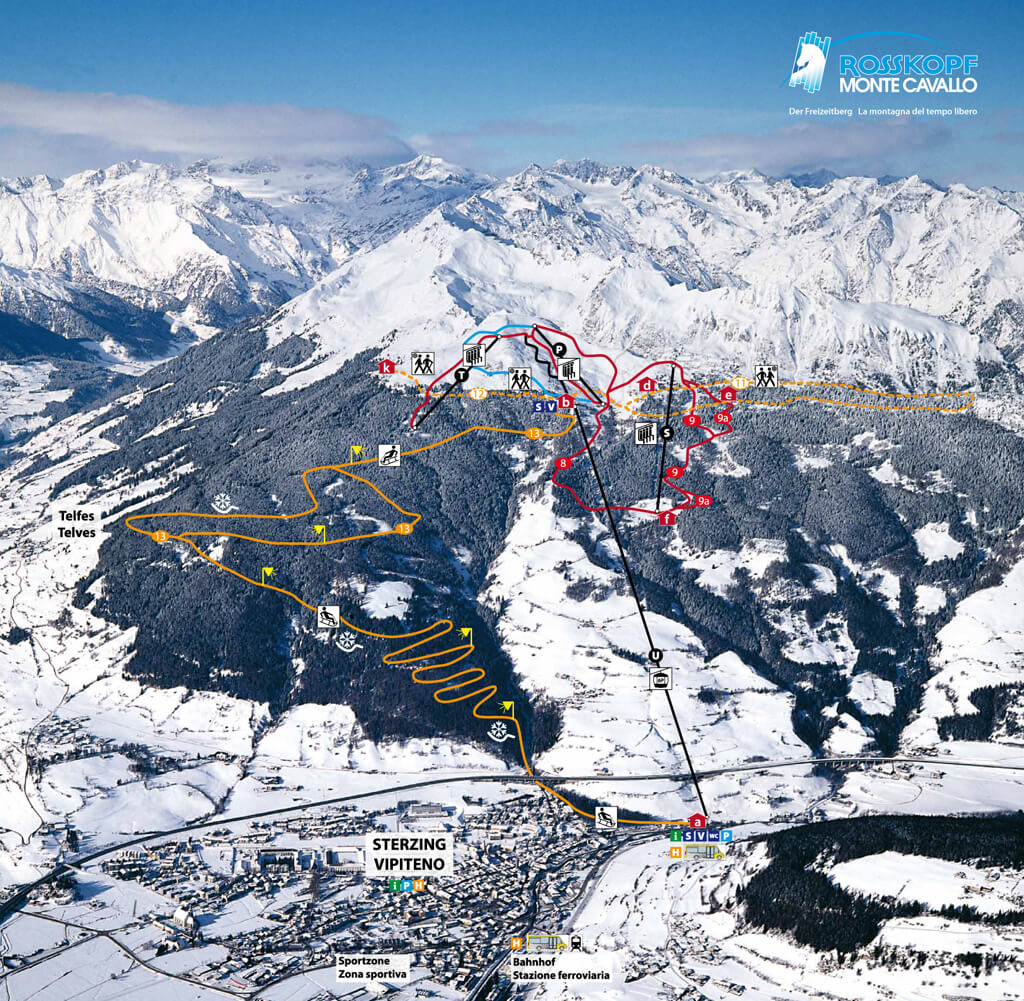 ROSSKOPF
MONTE CAVALLO
Der Freizeitberg La montagna del tempo libero
P
k
T
12
d
11
e
b
S V
9
9a
13
S
8
9
9a
f
Telfes
Telves
13
13
U
a
i S V WC P
H
STERZING
VIPITENO
i P H
H
Sportzone
Zona sportiva
Bahnhof
Stazione ferroviaria